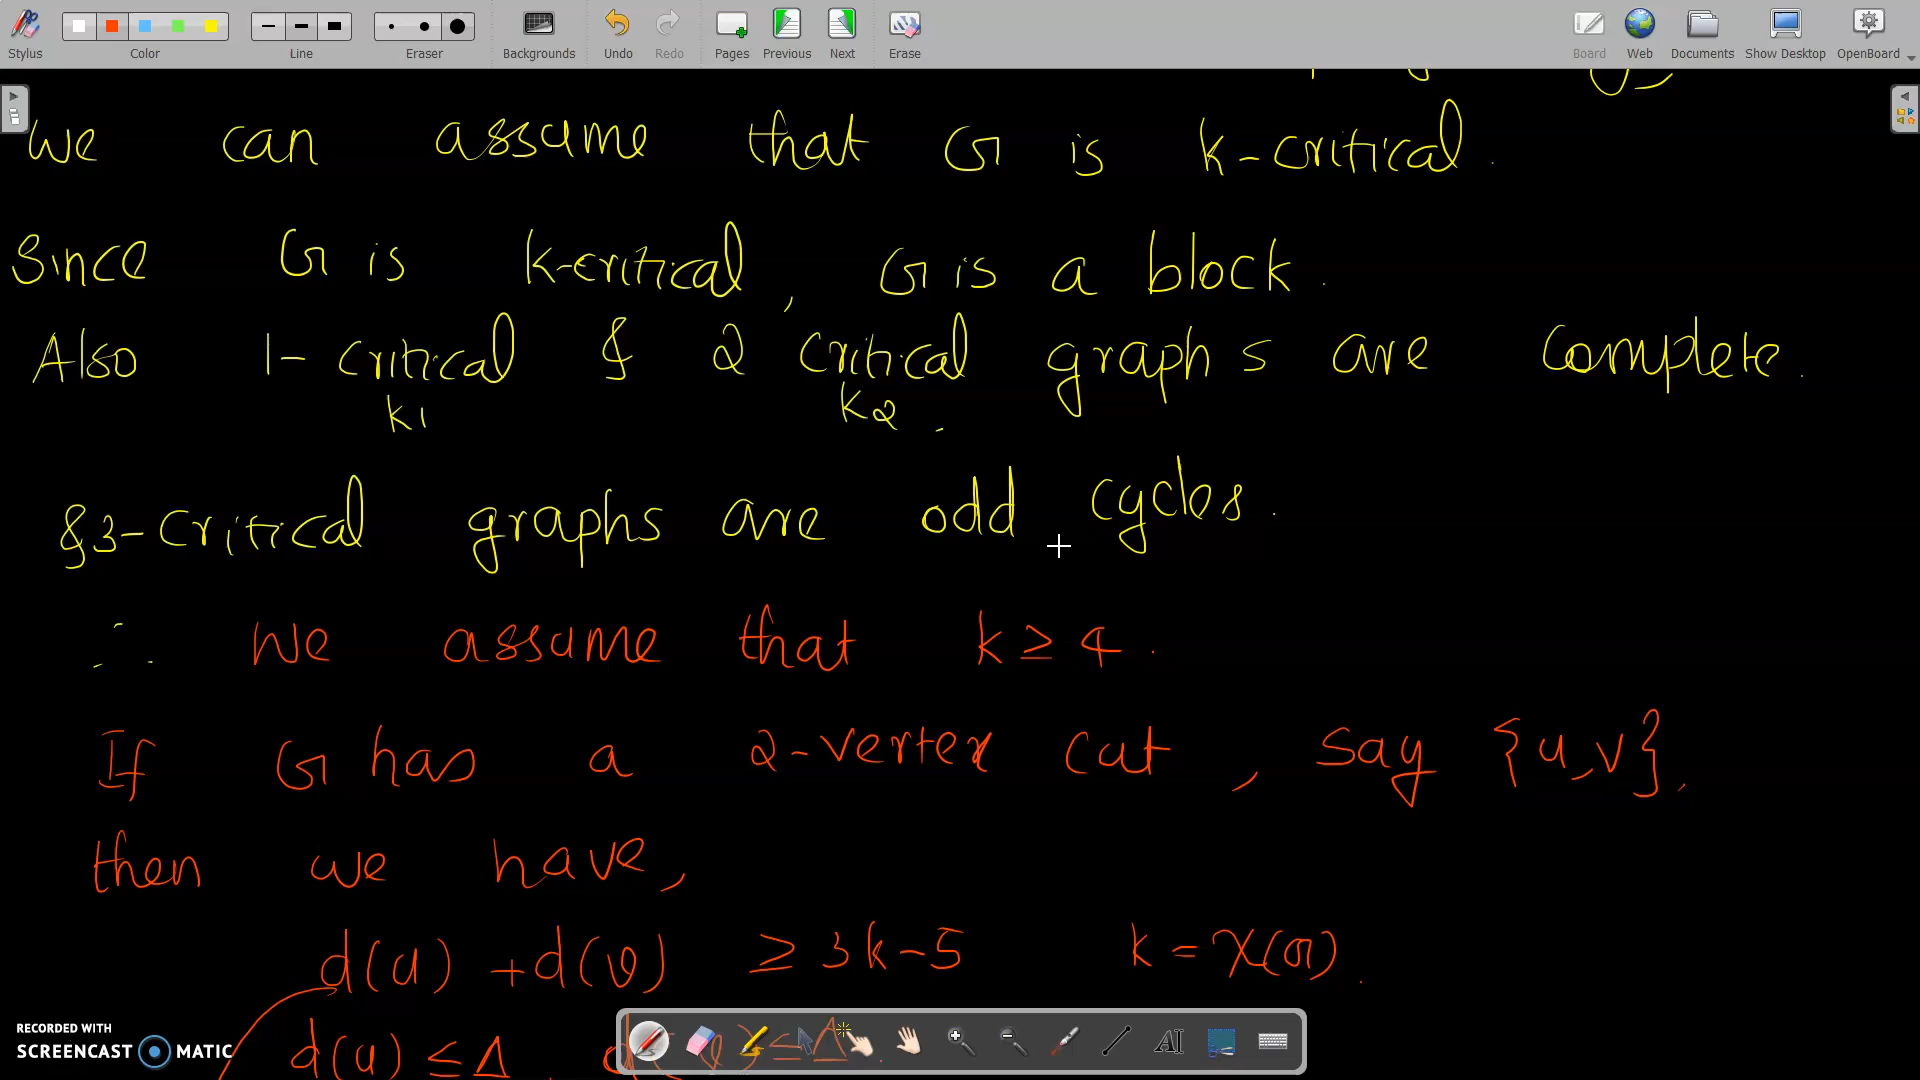 Stylus Color Line Eraser Backgrounds Undo Redo Pages Previous Next Erase Board Web Documents Show Desktop OpenBoard
We can assume that G is k-critical.
Since G is k-critical, G is a block.
Also 1-critical & 2 critical graphs are complete.
k1 k2.
& 3-critical graphs are odd cycles.
∴ We assume that k ≥ 4.
If G has a 2-vertex cut, say {u,v},
then we have,
d(u) + d(v) ≥ 3k-5 k = χ(G).
d(u) ≤ Δ,
RECORDED WITH
SCREENCAST MATIC